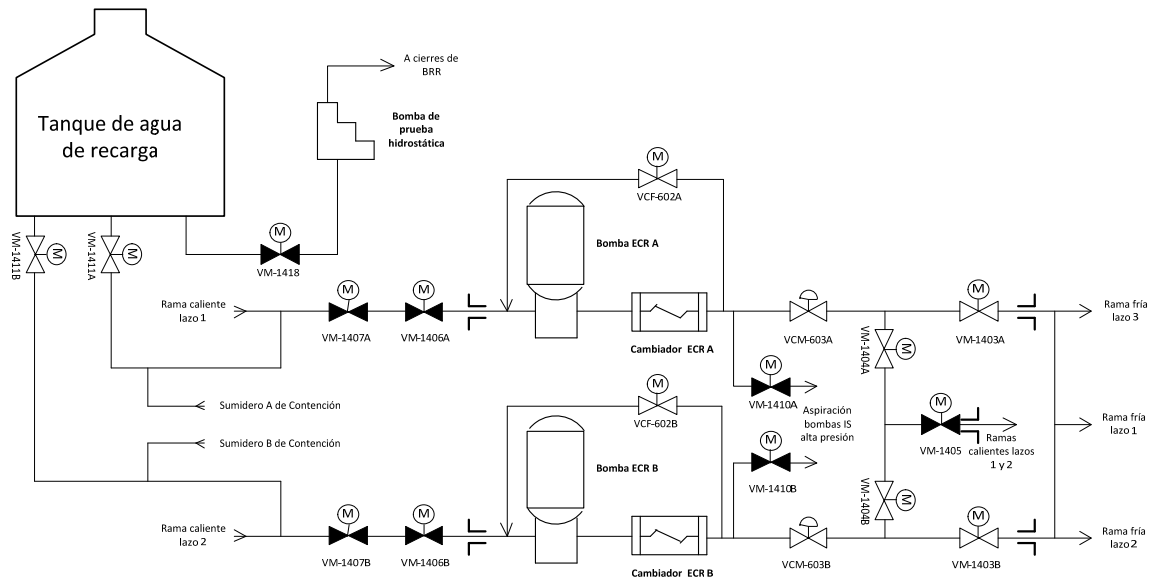 A cierres de
BRR
Tanque de agua
de recarga
Bomba de
prueba
hidrostática
M
VM-1418
M
VM-1411B
M
VM-1411A
M
VCF-602A
Bomba ECR A
Rama caliente
lazo 1
M
VM-1407A
M
VM-1406A
Cambiador ECR A
VCM-603A
M
VM-1404A
M
VM-1403A
Rama fría
lazo 3
M
VM-1410A
Sumidero A de Contención
M
VCF-602B
Aspiración
bombas IS
alta presión
M
VM-1405
Ramas
calientes lazos
1 y 2
Rama fría
lazo 1
Sumidero B de Contención
Bomba ECR B
M
VM-1410B
M
VM-1404B
Rama caliente
lazo 2
M
VM-1407B
M
VM-1406B
Cambiador ECR B
VCM-603B
M
VM-1403B
Rama fría
lazo 2